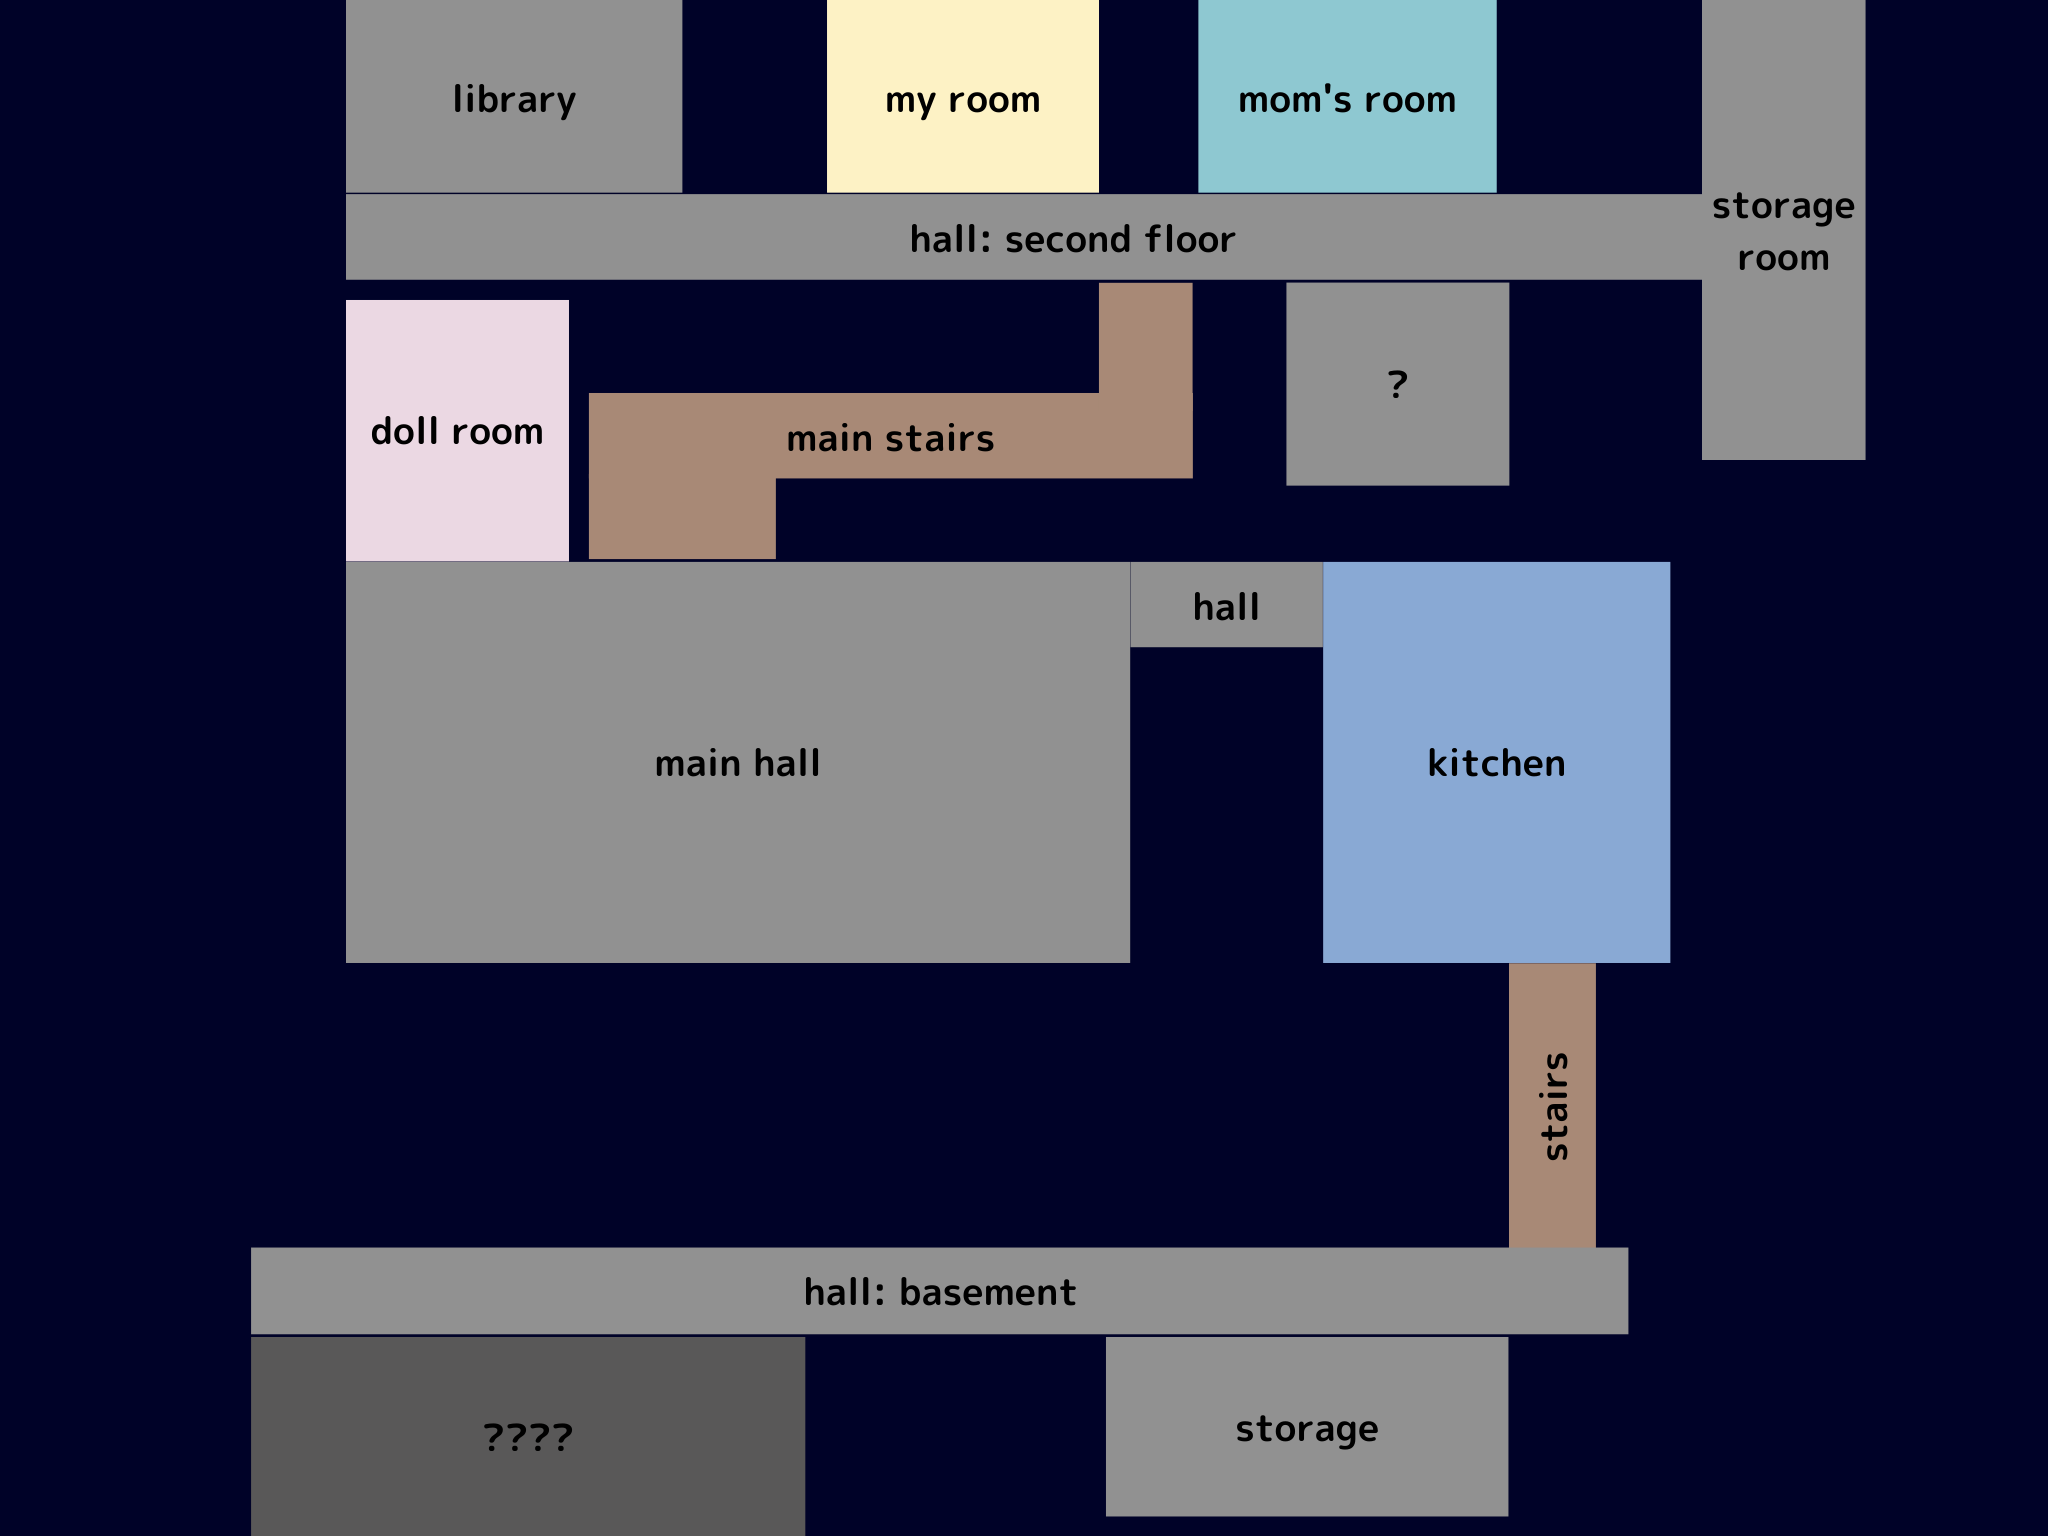 library
my room
mom's room
storage
room
hall: second floor
?
doll room
main stairs
hall
main hall
kitchen
stairs
hall: basement
????
storage